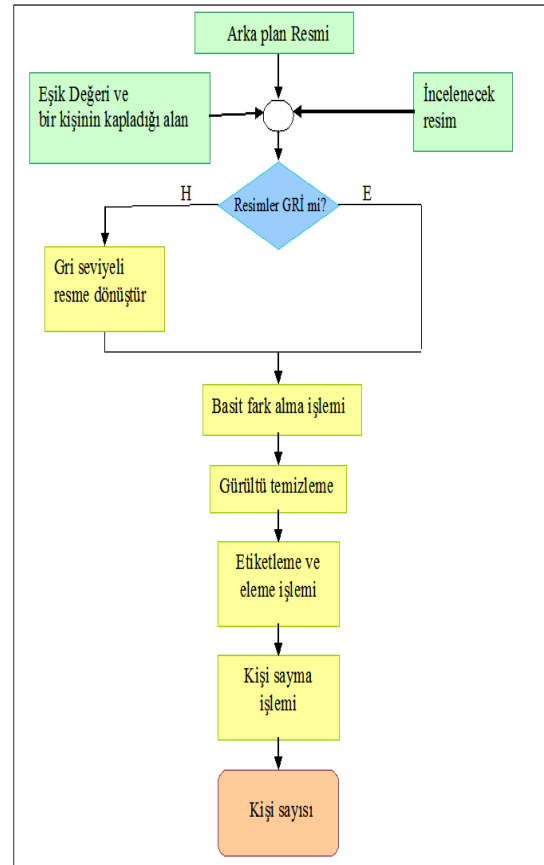 Arka plan Resmi
Eşik Değeri ve
bir kişinin kapladığı alan
İncelenecek
resim
H
Resimler GRİ mi?
E
Gri seviyeli
resme dönüştür
Basit fark alma işlemi
Gürültü temizleme
Etiketleme ve
eleme işlemi
Kişi sayma
işlemi
Kişi sayısı